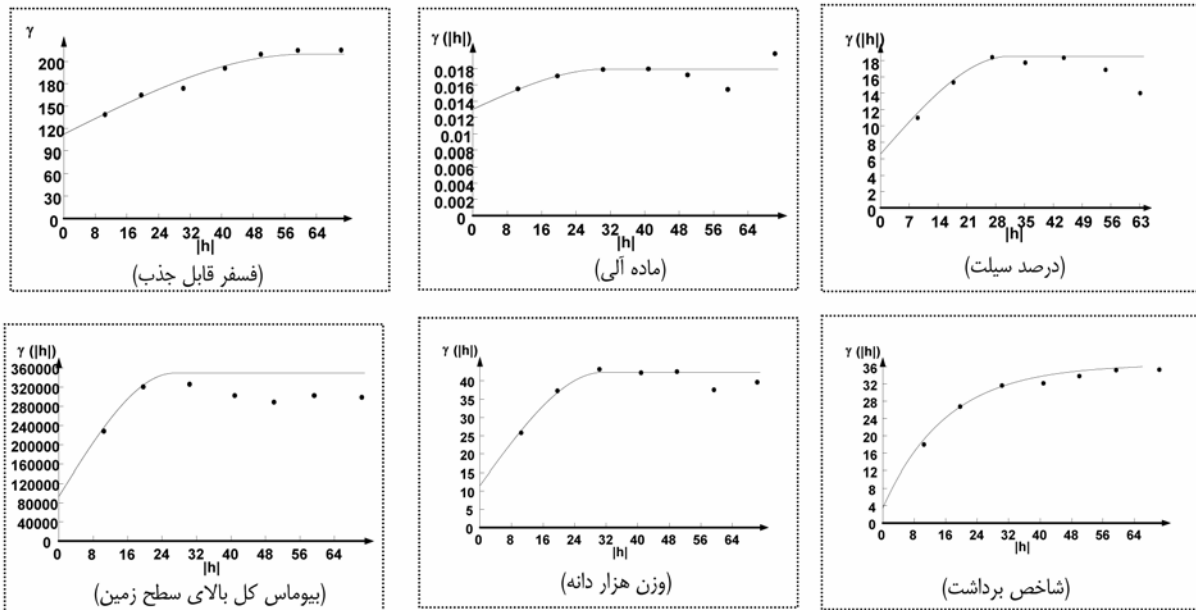 γ
200
180
150
120
90
60
30
0
0 8 16 24 32 40 48 56 64
|h|
(فسفر قابل جذب)
γ (|h|)
0.018
0.016
0.014
0.012
0.01
0.008
0.006
0.004
0.002
0
0 8 16 24 32 40 48 56 64
|h|
(ماده آلی)
γ (|h|)
18
16
14
12
10
8
6
4
2
0
0 7 14 21 28 35 42 49 56 63
|h|
(درصد سیلت)
γ (|h|)
360000
320000
280000
240000
200000
160000
120000
80000
40000
0
0 8 16 24 32 40 48 56 64
|h|
(بیوماس کل بالای سطح زمین)
γ (|h|)
40
35
30
25
20
15
10
5
0
0 8 16 24 32 40 48 56 64
|h|
(وزن هزار دانه)
γ (|h|)
36
32
28
24
20
16
12
8
4
0
0 8 16 24 32 40 48 56 64
|h|
(شاخص برداشت)